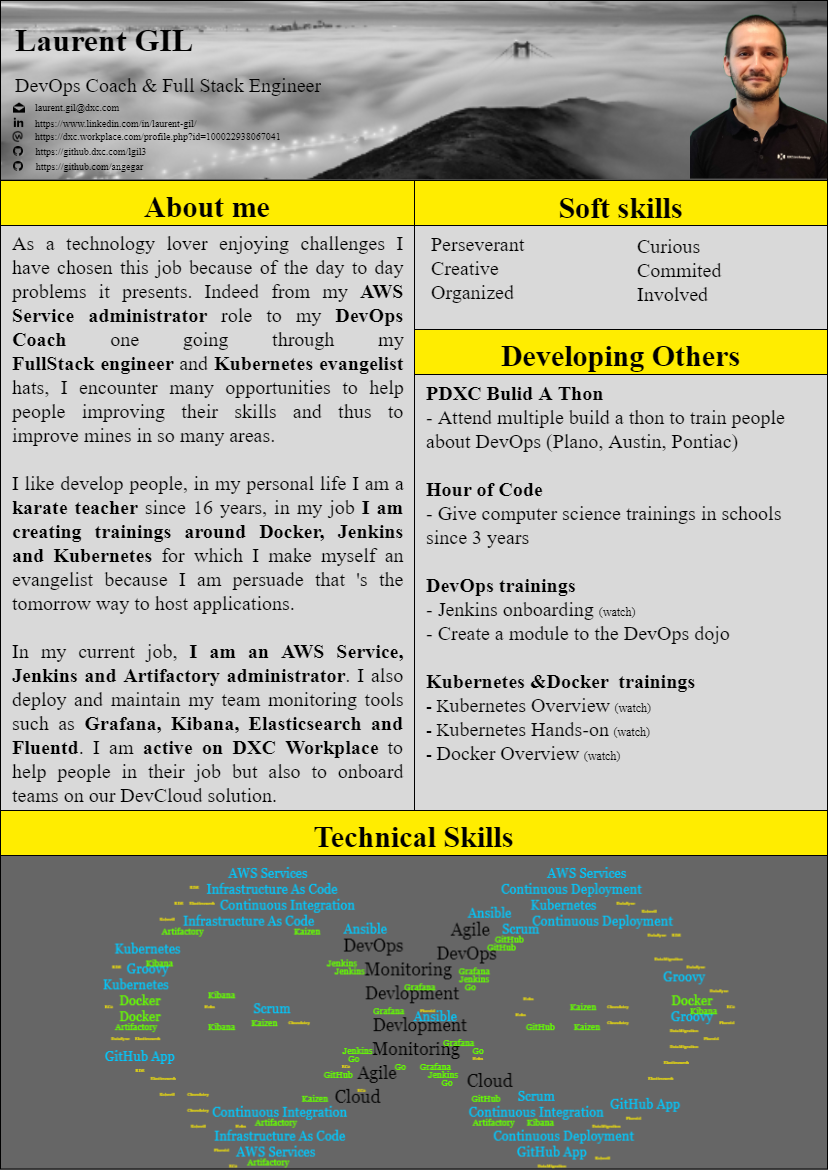 Laurent GIL
DevOps Coach & Full Stack Engineer
laurent.gil@dxc.com
https://www.linkedin.com/in/laurent-gil/
https://dxc.workplace.com/profile.php?id=100022938067041
https://github.dxc.com/lgil3
https://github.com/angegar
About me
As a technology lover enjoying challenges I
have chosen this job because of the day to day
problems it presents. Indeed from my AWS
Service administrator role to my DevOps
Coach one going through my
FullStack engineer and Kubernetes evangelist
hats, I encounter many opportunities to help
people improving their skills and thus to
improve mines in so many areas.
I like develop people, in my personal life I am a
karate teacher since 16 years, in my job I am
creating trainings around Docker, Jenkins
and Kubernetes for which I make myself an
evangelist because I am persuade that 's the
tomorrow way to host applications.
In my current job, I am an AWS Service,
Jenkins and Artifactory administrator. I also
deploy and maintain my team monitoring tools
such as Grafana, Kibana, Elasticsearch and
Fluentd. I am active on DXC Workplace to
help people in their job but also to onboard
teams on our DevCloud solution.
Soft skills
Perseverant
Creative
Organized
Curious
Commited
Involved
Developing Others
PDXC Bulid A Thon
- Attend multiple build a thon to train people
about DevOps (Plano, Austin, Pontiac)
Hour of Code
- Give computer science trainings in schools
since 3 years
DevOps trainings
- Jenkins onboarding (watch)
- Create a module to the DevOps dojo
Kubernetes &Docker trainings
- Kubernetes Overview (watch)
- Kubernetes Hands-on (watch)
- Docker Overview (watch)
Technical Skills
AWS Services AWS Services
Infrastructure As Code Continuous Deployment
Continuous Integration Kubernetes
Ansible
Infrastructure As Code Continuous Deployment
Artifactory Kaizen Ansible Agile Scrum
DevOps GitHub
Kubernetes DevOps GitHub
Kibana Jenkins
Groovy Jenkins Monitoring Grafana
Kubernetes Grafana Jenkins Go Groovy
Docker Kibana Devlopment Docker
Scrum Grafana Kaizen Kibana
Docker Ansible Groovy
Artifactory Kibana Kaizen Devlopment GitHub Kaizen
Grafana
GitHub App Jenkins Monitoring Go
Go Go Grafana
GitHub Agile Jenkins
Go Cloud
Kaizen Cloud GitHub Scrum GitHub App
Continuous Integration Continuous Integration
Artifactory Artifactory Kibana
Infrastructure As Code Continuous Deployment
AWS Services GitHub App
Artifactory